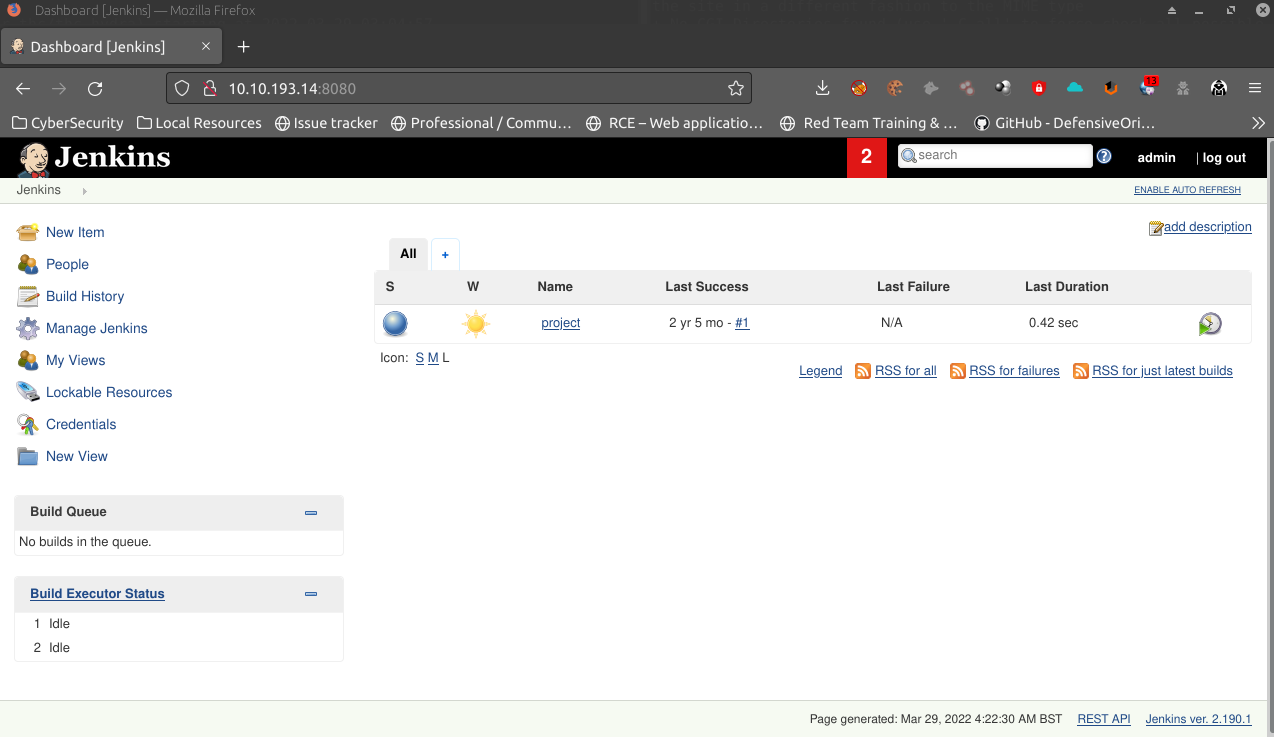 Dashboard [Jenkins] — Mozilla Firefox
Dashboard [Jenkins]
10.10.193.14:8080
13
CyberSecurity Local Resources Issue tracker Professional / Commu… RCE – Web applicatio… Red Team Training & … GitHub - DefensiveOri…
Jenkins 2 search admin | log out
Jenkins ENABLE AUTO REFRESH
New Item
People
Build History
Manage Jenkins
My Views
Lockable Resources
Credentials
New View
Build Queue
No builds in the queue.
Build Executor Status
1 Idle
2 Idle
add description
All +
S W Name Last Success Last Failure Last Duration
project 2 yr 5 mo - #1 N/A 0.42 sec
Icon: S M L
Legend RSS for all RSS for failures RSS for just latest builds
Page generated: Mar 29, 2022 4:22:30 AM BST REST API Jenkins ver. 2.190.1